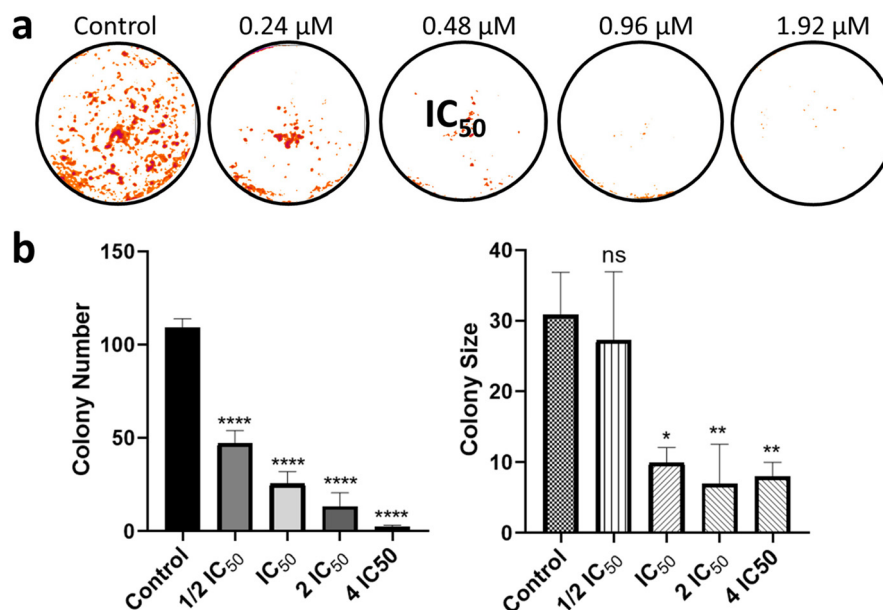 a
Control 0.24 µM 0.48 µM 0.96 µM 1.92 µM
IC₅₀
b
Colony Number
150
100
50
0
****
****
****
****
Control
1/2 IC₅₀
IC₅₀
2 IC₅₀
4 IC50
Colony Size
40
30
20
10
0
ns
*
**
**
Control
1/2 IC₅₀
IC₅₀
2 IC₅₀
4 IC50